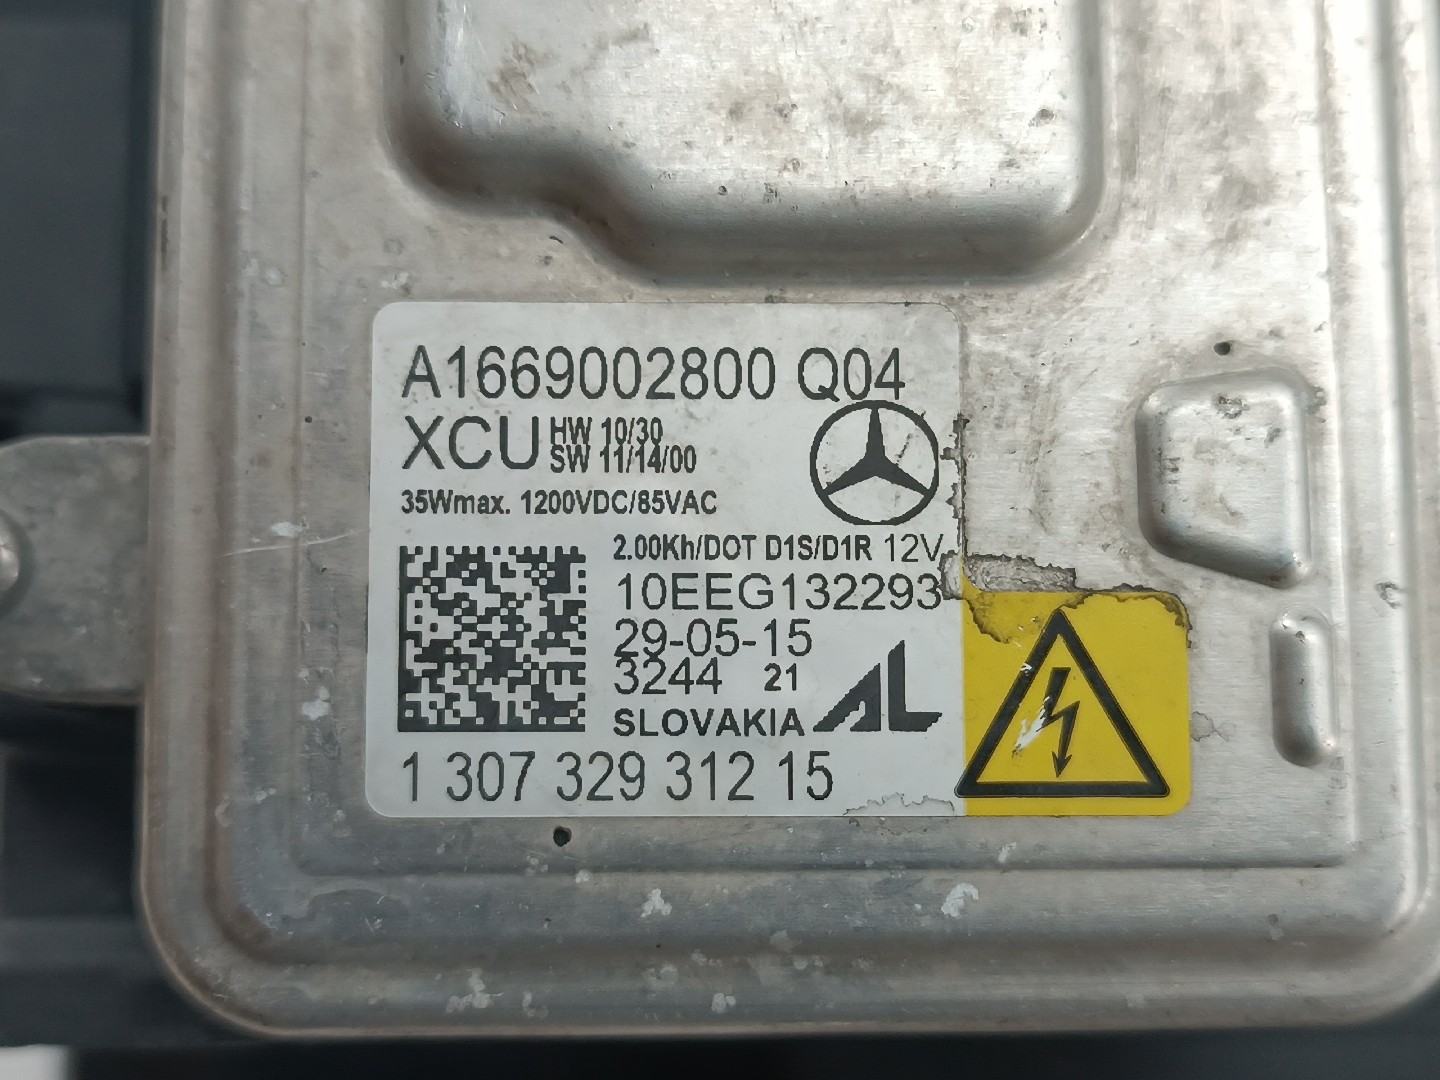 A1669002800 Q04
XCU HW 10/30
SW 11/14/00
35Wmax. 1200VDC/85VAC
2.00Kh/DOT D1S/D1R 12V
10EEG132293
29-05-15
3244 21
SLOVAKIA AL
1 307 329 312 15